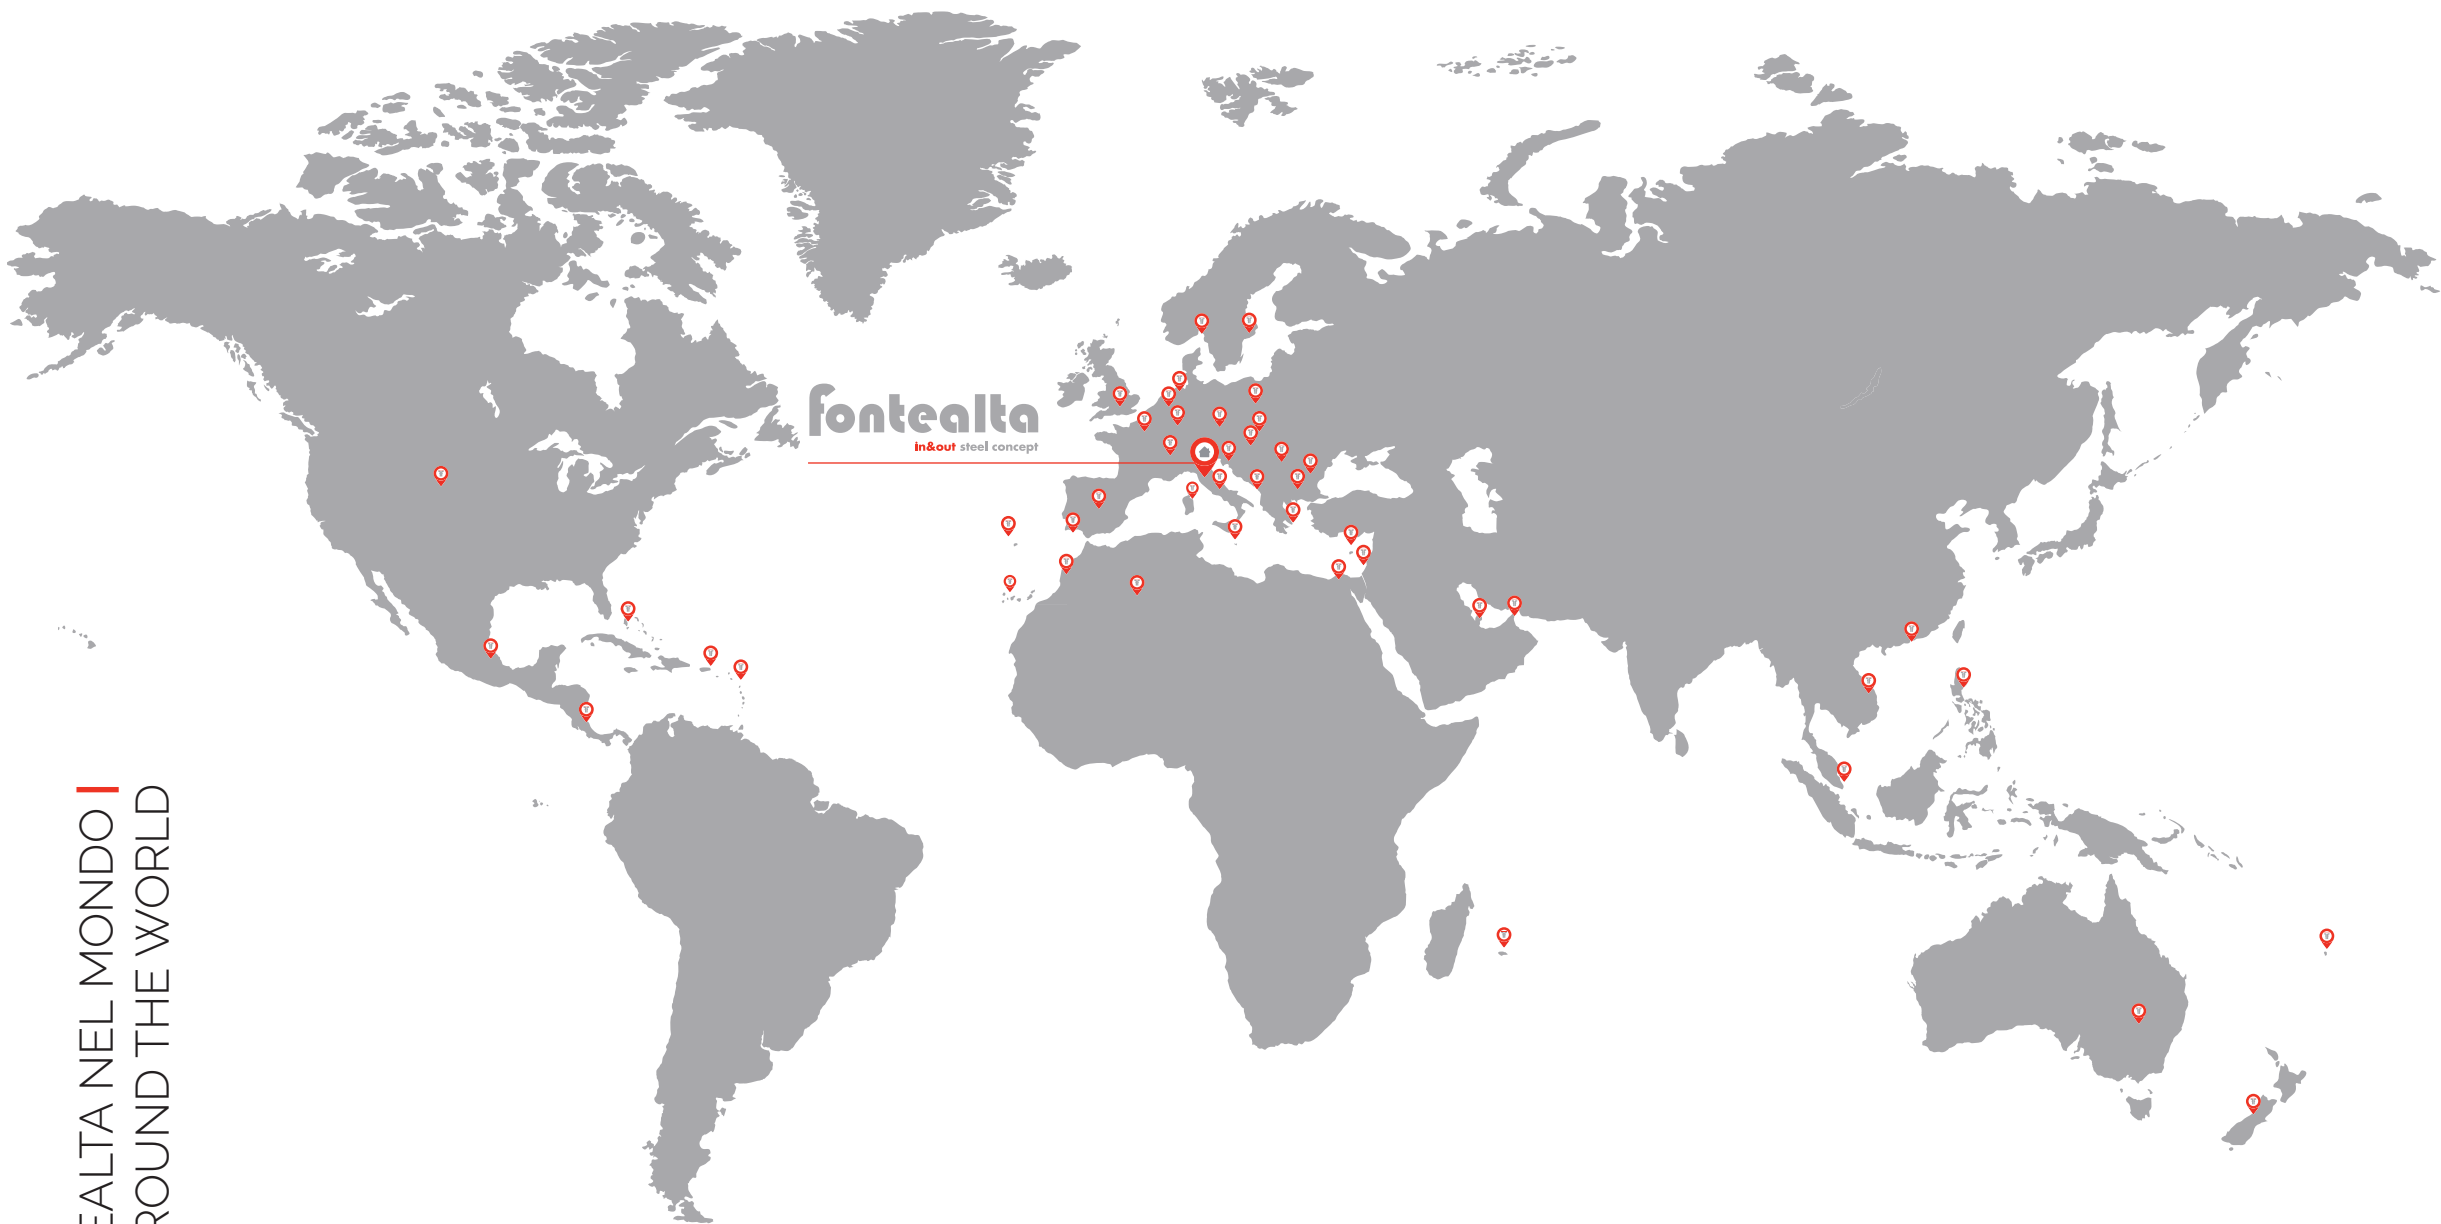 fontealta
in&out steel concept
EALTA NEL MONDO
ROUND THE WORLD